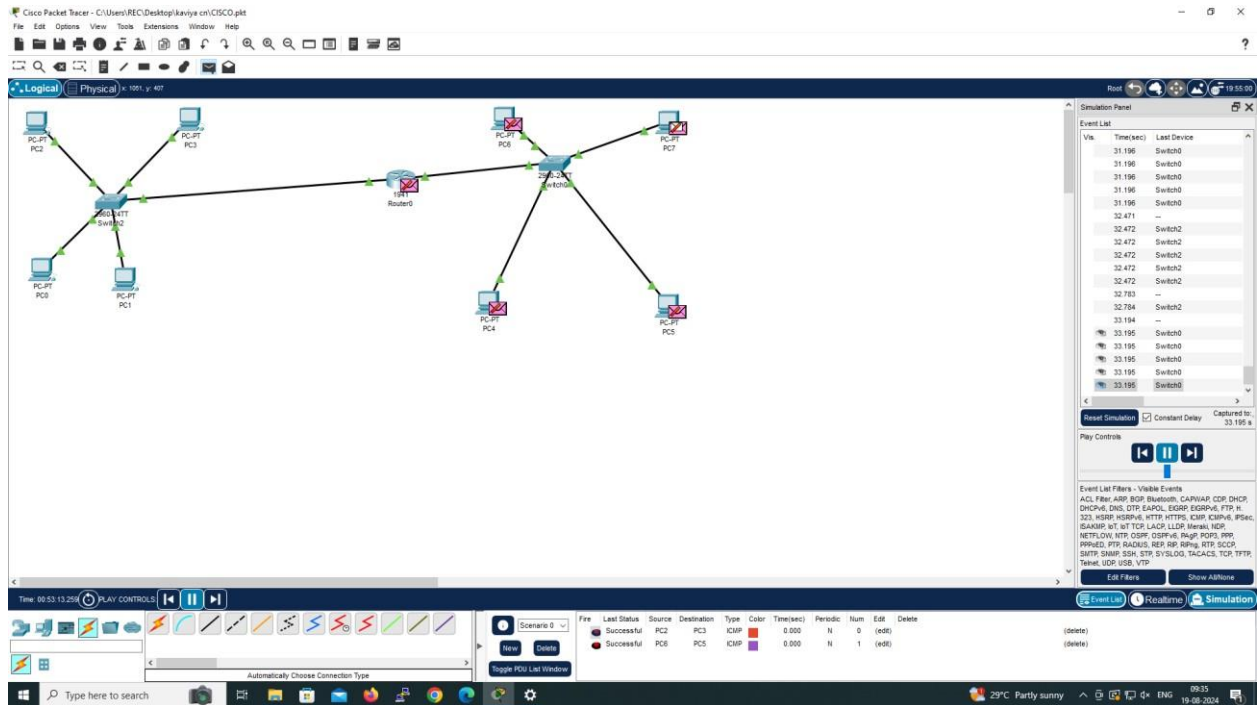 Cisco Packet Tracer - C:\Users\REC\Desktop\kaviya cn\CISCO.pkt
File Edit Options View Tools Extensions Window Help
?
Logical Physical x: 1051, y: 407
Root 19:55:00
PC-PT
PC2
PC-PT
PC3
2960-24TT
Switch2
PC-PT
PC0
PC-PT
PC1
1941
Router0
PC-PT
PC6
PC-PT
PC7
2960-24TT
Switch0
PC-PT
PC4
PC-PT
PC5
Simulation Panel
Event List
Vis. Time(sec) Last Device
31.196 Switch0
31.196 Switch0
31.196 Switch0
31.196 Switch0
31.196 Switch0
32.471 --
32.472 Switch2
32.472 Switch2
32.472 Switch2
32.472 Switch2
32.472 Switch2
32.783 --
32.784 Switch2
33.194 --
33.195 Switch0
33.195 Switch0
33.195 Switch0
33.195 Switch0
33.195 Switch0
Reset Simulation Constant Delay Captured to:
33.195 s
Play Controls
Event List Filters - Visible Events
ACL Filter, ARP, BGP, Bluetooth, CAPWAP, CDP, DHCP,
DHCPv6, DNS, DTP, EAPOL, EIGRP, EIGRPv6, FTP, H.
323, HSRP, HSRPv6, HTTP, HTTPS, ICMP, ICMPv6, IPSec,
ISAKMP, IoT, IoT TCP, LACP, LLDP, Meraki, NDP,
NETFLOW, NTP, OSPF, OSPFv6, PAgP, POP3, PPP,
PPPoED, PTP, RADIUS, REP, RIP, RIPng, RTP, SCCP,
SMTP, SNMP, SSH, STP, SYSLOG, TACACS, TCP, TFTP,
Telnet, UDP, USB, VTP
Edit Filters Show All/None
Time: 00:53:13.259 PLAY CONTROLS:
Event List Realtime Simulation
Scenario 0
New Delete
Toggle PDU List Window
Fire Last Status Source Destination Type Color Time(sec) Periodic Num Edit Delete
Successful PC2 PC3 ICMP 0.000 N 0 (edit) (delete)
Successful PC6 PC5 ICMP 0.000 N 1 (edit) (delete)
Automatically Choose Connection Type
Type here to search
29°C Partly sunny ENG 09:35
19-08-2024